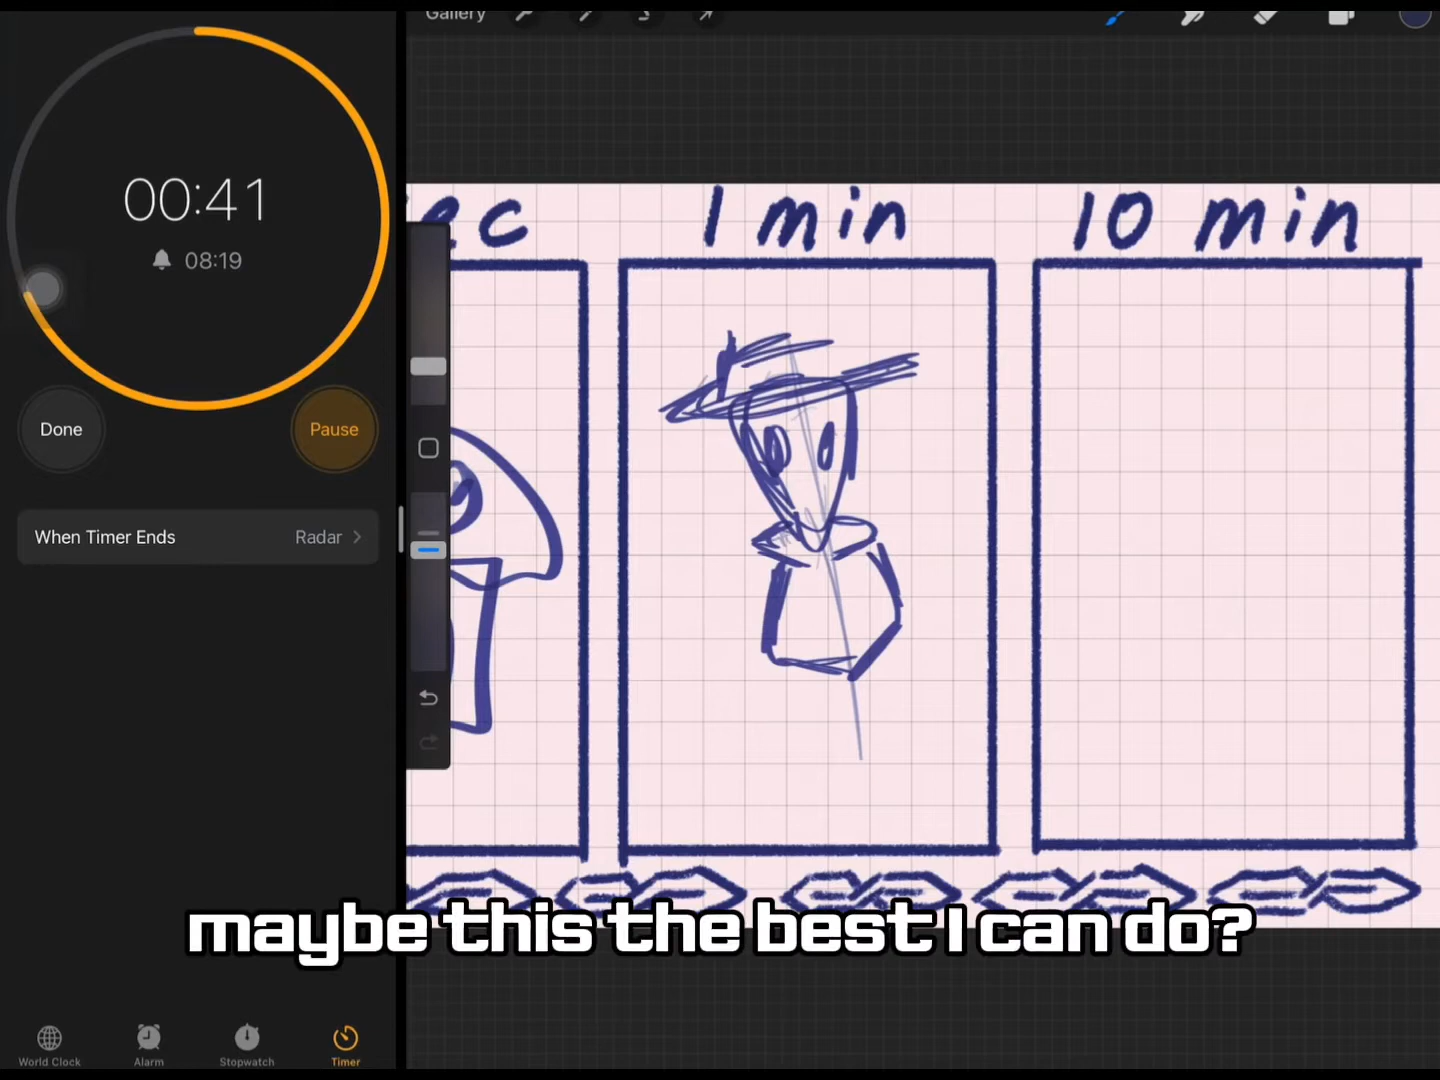 Gallery
00:41
08:19
Done
Pause
When Timer Ends
Radar
ec
1 min
10 min
maybe this the best I can do?
World Clock
Alarm
Stopwatch
Timer